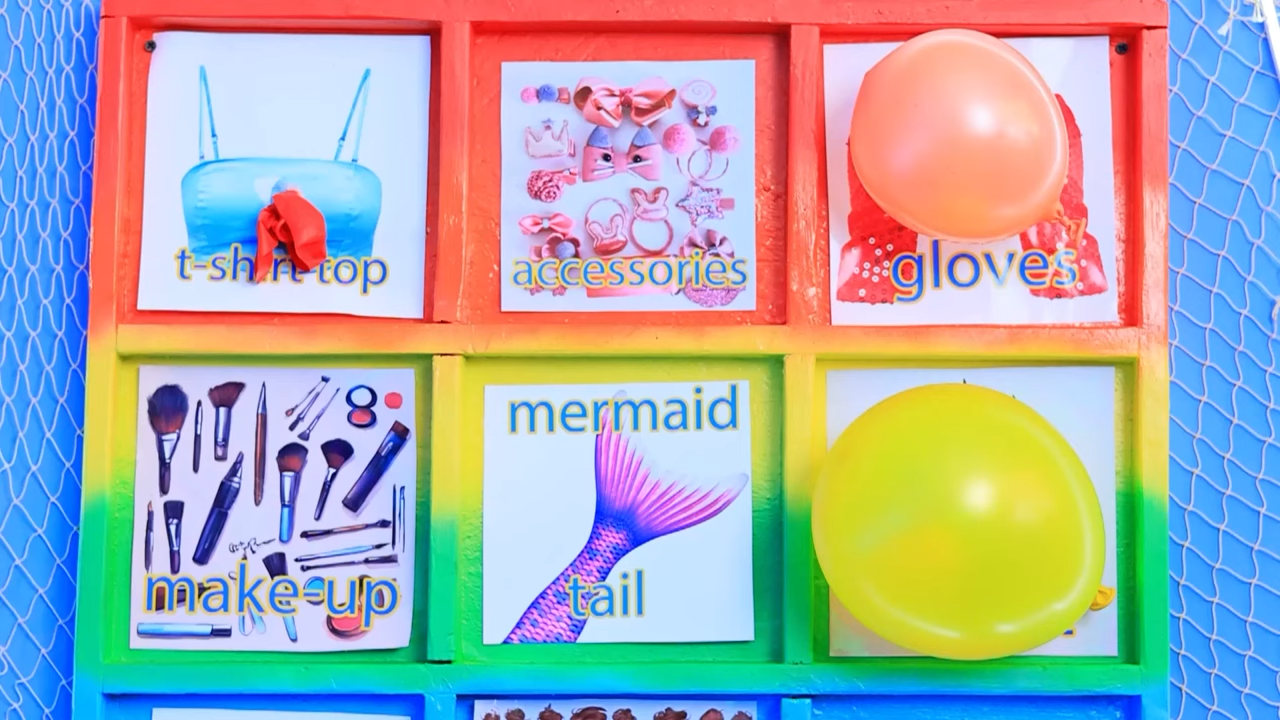 t-shirt-top
accessories
gloves
make-up
mermaid
tail